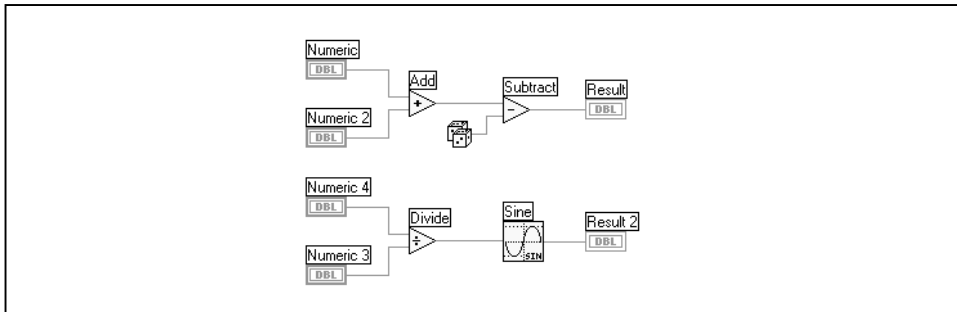 Numeric
DBL
Add
+
Subtract
-
Result
DBL
Numeric 2
DBL
Numeric 4
DBL
Divide
÷
Sine
SIN
Result 2
DBL
Numeric 3
DBL